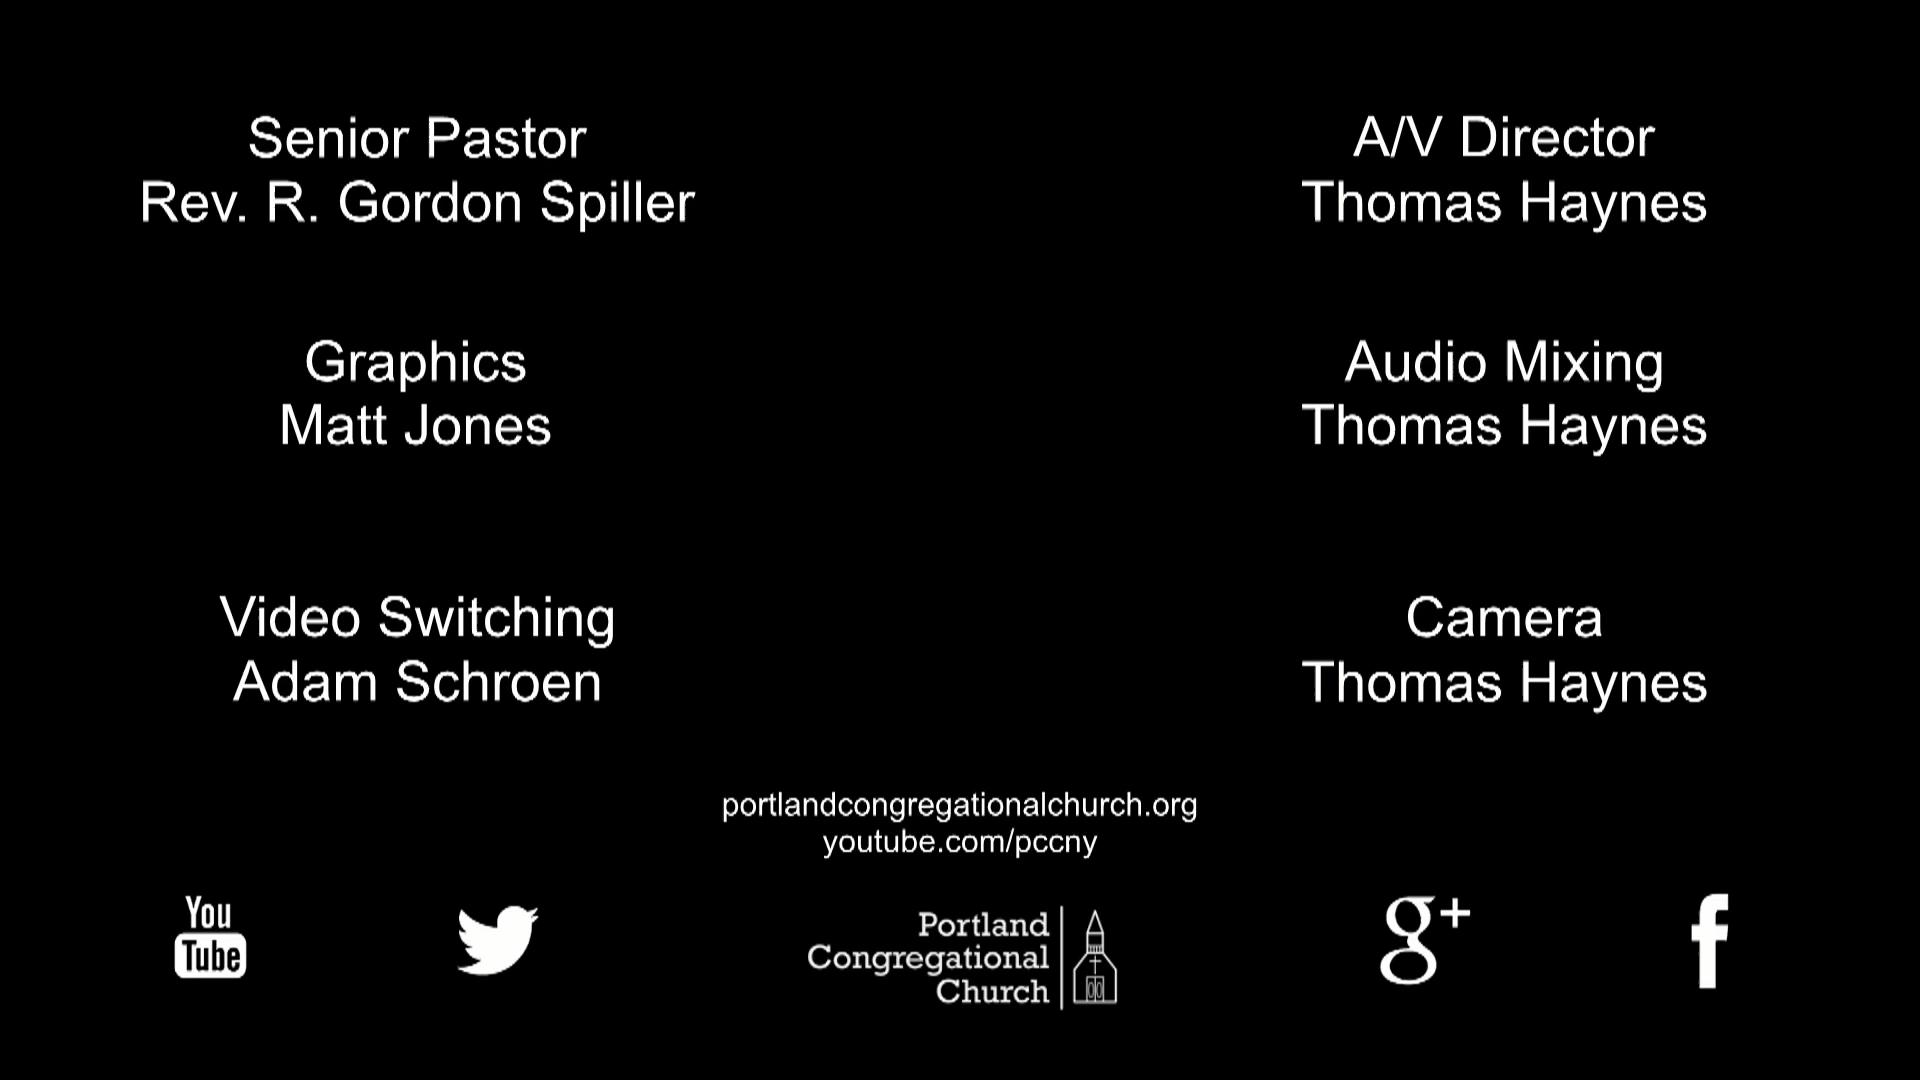 Senior Pastor
Rev. R. Gordon Spiller
A/V Director
Thomas Haynes
Graphics
Matt Jones
Audio Mixing
Thomas Haynes
Video Switching
Adam Schroen
Camera
Thomas Haynes
portlandcongregationalchurch.org
youtube.com/pccny
You
Tube
Portland
Congregational
Church
g+
f